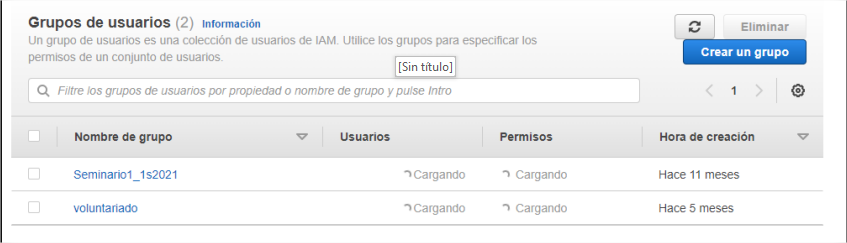 Grupos de usuarios (2) Información
Eliminar
Un grupo de usuarios es una colección de usuarios de IAM. Utilice los grupos para especificar los
permisos de un conjunto de usuarios.
Crear un grupo
[Sin título]
Filtre los grupos de usuarios por propiedad o nombre de grupo y pulse Intro
1
Nombre de grupo Usuarios Permisos Hora de creación
Seminario1_1s2021 Cargando Cargando Hace 11 meses
voluntariado Cargando Cargando Hace 5 meses